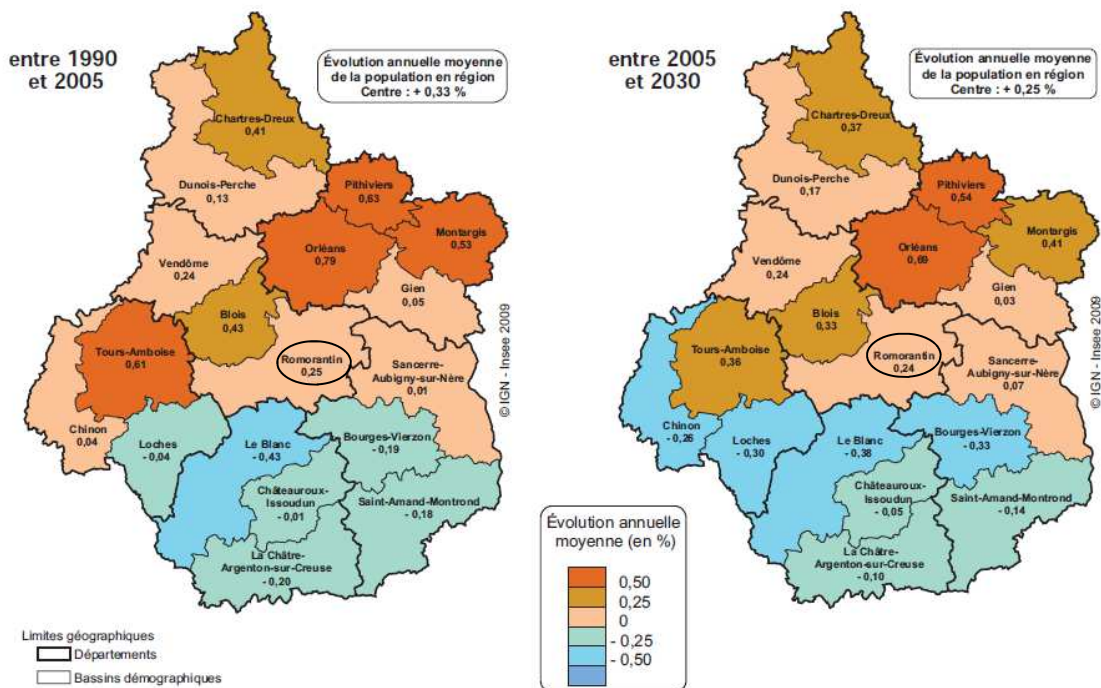 entre 1990
et 2005
Évolution annuelle moyenne
de la population en région
Centre : + 0,33 %
Chartres-Dreux
0,41
Dunois-Perche
0,13
Pithiviers
0,63
Montargis
0,53
Orléans
0,79
Vendôme
0,24
Gien
0,05
Blois
0,43
Tours-Amboise
0,61
Romorantin
0,25
Sancerre-
Aubigny-sur-Nère
0,01
Chinon
0,04
Loches
- 0,04
Le Blanc
- 0,43
Bourges-Vierzon
- 0,19
Châteauroux-
Issoudun
- 0,01
Saint-Amand-Montrond
- 0,18
La Châtre-
Argenton-sur-Creuse
- 0,20
© IGN - Insee 2009
Limites géographiques
Départements
Bassins démographiques
entre 2005
et 2030
Évolution annuelle moyenne
de la population en région
Centre : + 0,25 %
Chartres-Dreux
0,37
Dunois-Perche
0,17
Pithiviers
0,54
Montargis
0,41
Orléans
0,69
Vendôme
0,24
Gien
0,03
Blois
0,33
Tours-Amboise
0,36
Romorantin
0,24
Sancerre-
Aubigny-sur-Nère
0,07
Chinon
- 0,26
Loches
- 0,30
Le Blanc
- 0,38
Bourges-Vierzon
- 0,33
Châteauroux-
Issoudun
- 0,05
Saint-Amand-Montrond
- 0,14
La Châtre-
Argenton-sur-Creuse
- 0,10
© IGN - Insee 2009
Évolution annuelle
moyenne (en %)
0,50
0,25
0
- 0,25
- 0,50